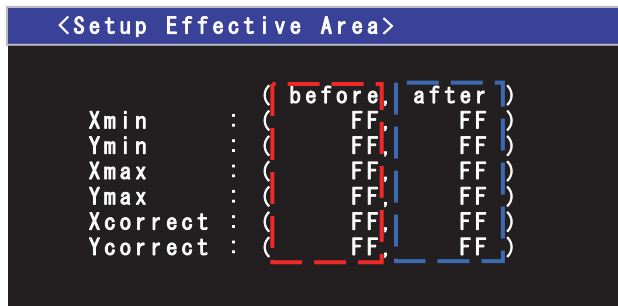 <Setup Effective Area>
( before, after )
Xmin : ( FF, FF )
Ymin : ( FF, FF )
Xmax : ( FF, FF )
Ymax : ( FF, FF )
Xcorrect : ( FF, FF )
Ycorrect : ( FF, FF )